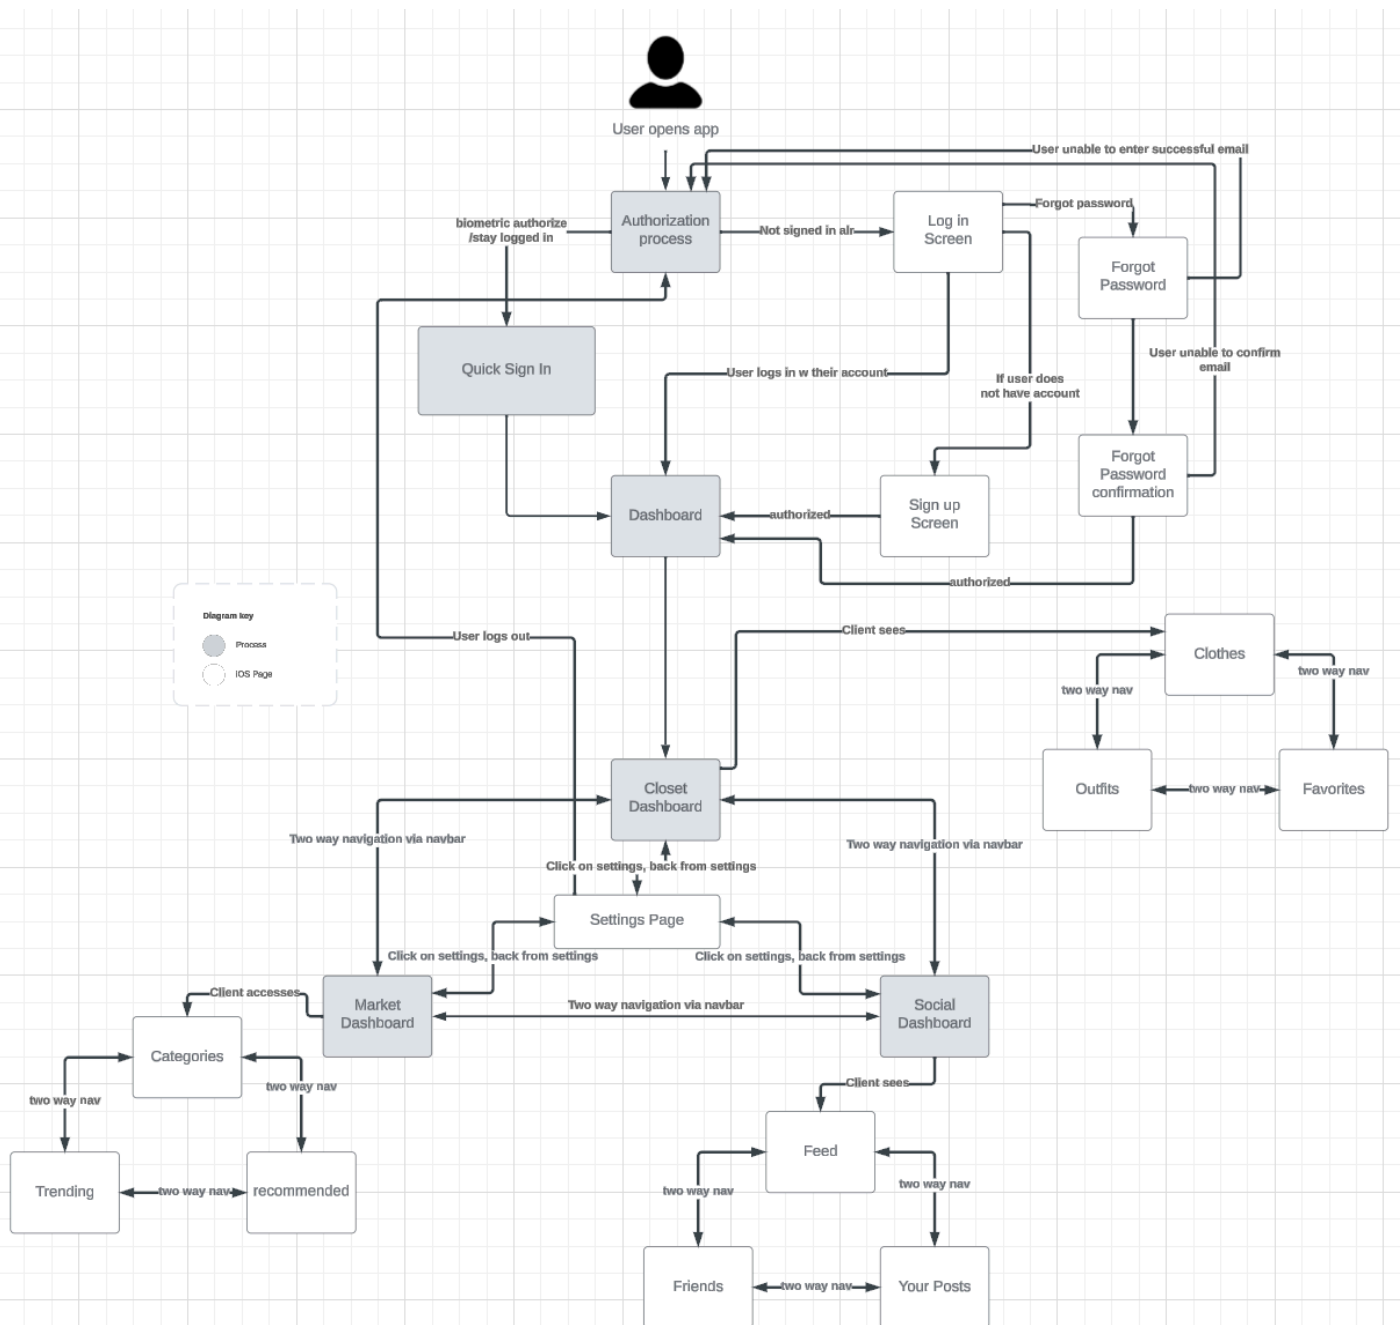 User opens app
User unable to enter successful email
Authorization
process
biometric authorize
/stay logged in
Not signed in alr
Log in
Screen
Forgot password
Forgot
Password
Quick Sign In
User unable to confirm
email
User logs in w their account
If user does
not have account
Forgot
Password
confirmation
Dashboard
authorized
Sign up
Screen
authorized
Diagram key
Process
iOS Page
User logs out
Client sees
Clothes
two way nav
two way nav
Outfits
two way nav
Favorites
Closet
Dashboard
Two way navigation via navbar
Two way navigation via navbar
Click on settings, back from settings
Settings Page
Click on settings, back from settings
Click on settings, back from settings
Client accesses
Market
Dashboard
Two way navigation via navbar
Social
Dashboard
Categories
two way nav
two way nav
Client sees
Trending
two way nav
recommended
Feed
two way nav
two way nav
Friends
two way nav
Your Posts